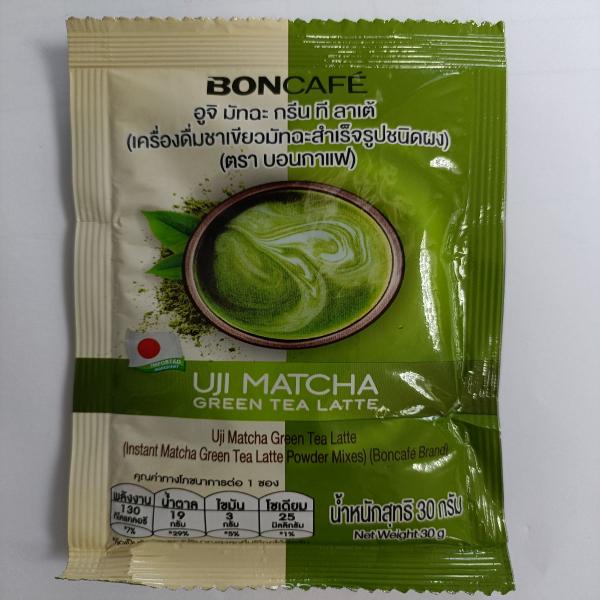 BONCAFÉ
อูจิ มัทฉะ กรีน ที ลาเต้
(เครื่องดื่มชาเขียวมัทฉะสำเร็จรูปชนิดผง)
(ตรา บอนกาแฟ)
IMPORTED
INGREDIENT
UJI MATCHA
GREEN TEA LATTE
Uji Matcha Green Tea Latte
(Instant Matcha Green Tea Latte Powder Mixes) (Boncafé Brand)
คุณค่าทางโภชนาการต่อ 1 ซอง
พลังงาน น้ำตาล ไขมัน โซเดียม
130 19 3 25
กิโลแคลอรี กรัม กรัม มิลลิกรัม
*7% *29% *5% *1%
น้ำหนักสุทธิ 30 กรัม
Net Weight 30 g